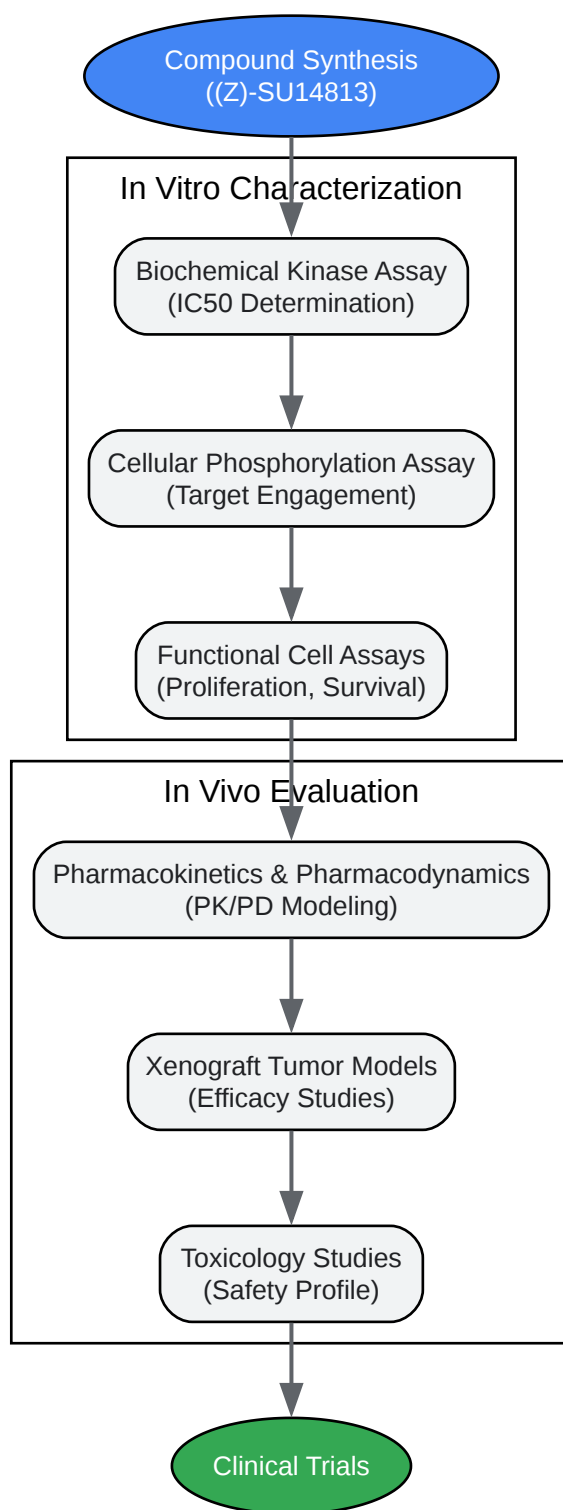 Compound Synthesis
((Z)-SU14813)
In Vitro Characterization
Biochemical Kinase Assay
(IC50 Determination)
Cellular Phosphorylation Assay
(Target Engagement)
Functional Cell Assays
(Proliferation, Survival)
In Vivo Evaluation
Pharmacokinetics & Pharmacodynamics
(PK/PD Modeling)
Xenograft Tumor Models
(Efficacy Studies)
Toxicology Studies
(Safety Profile)
Clinical Trials